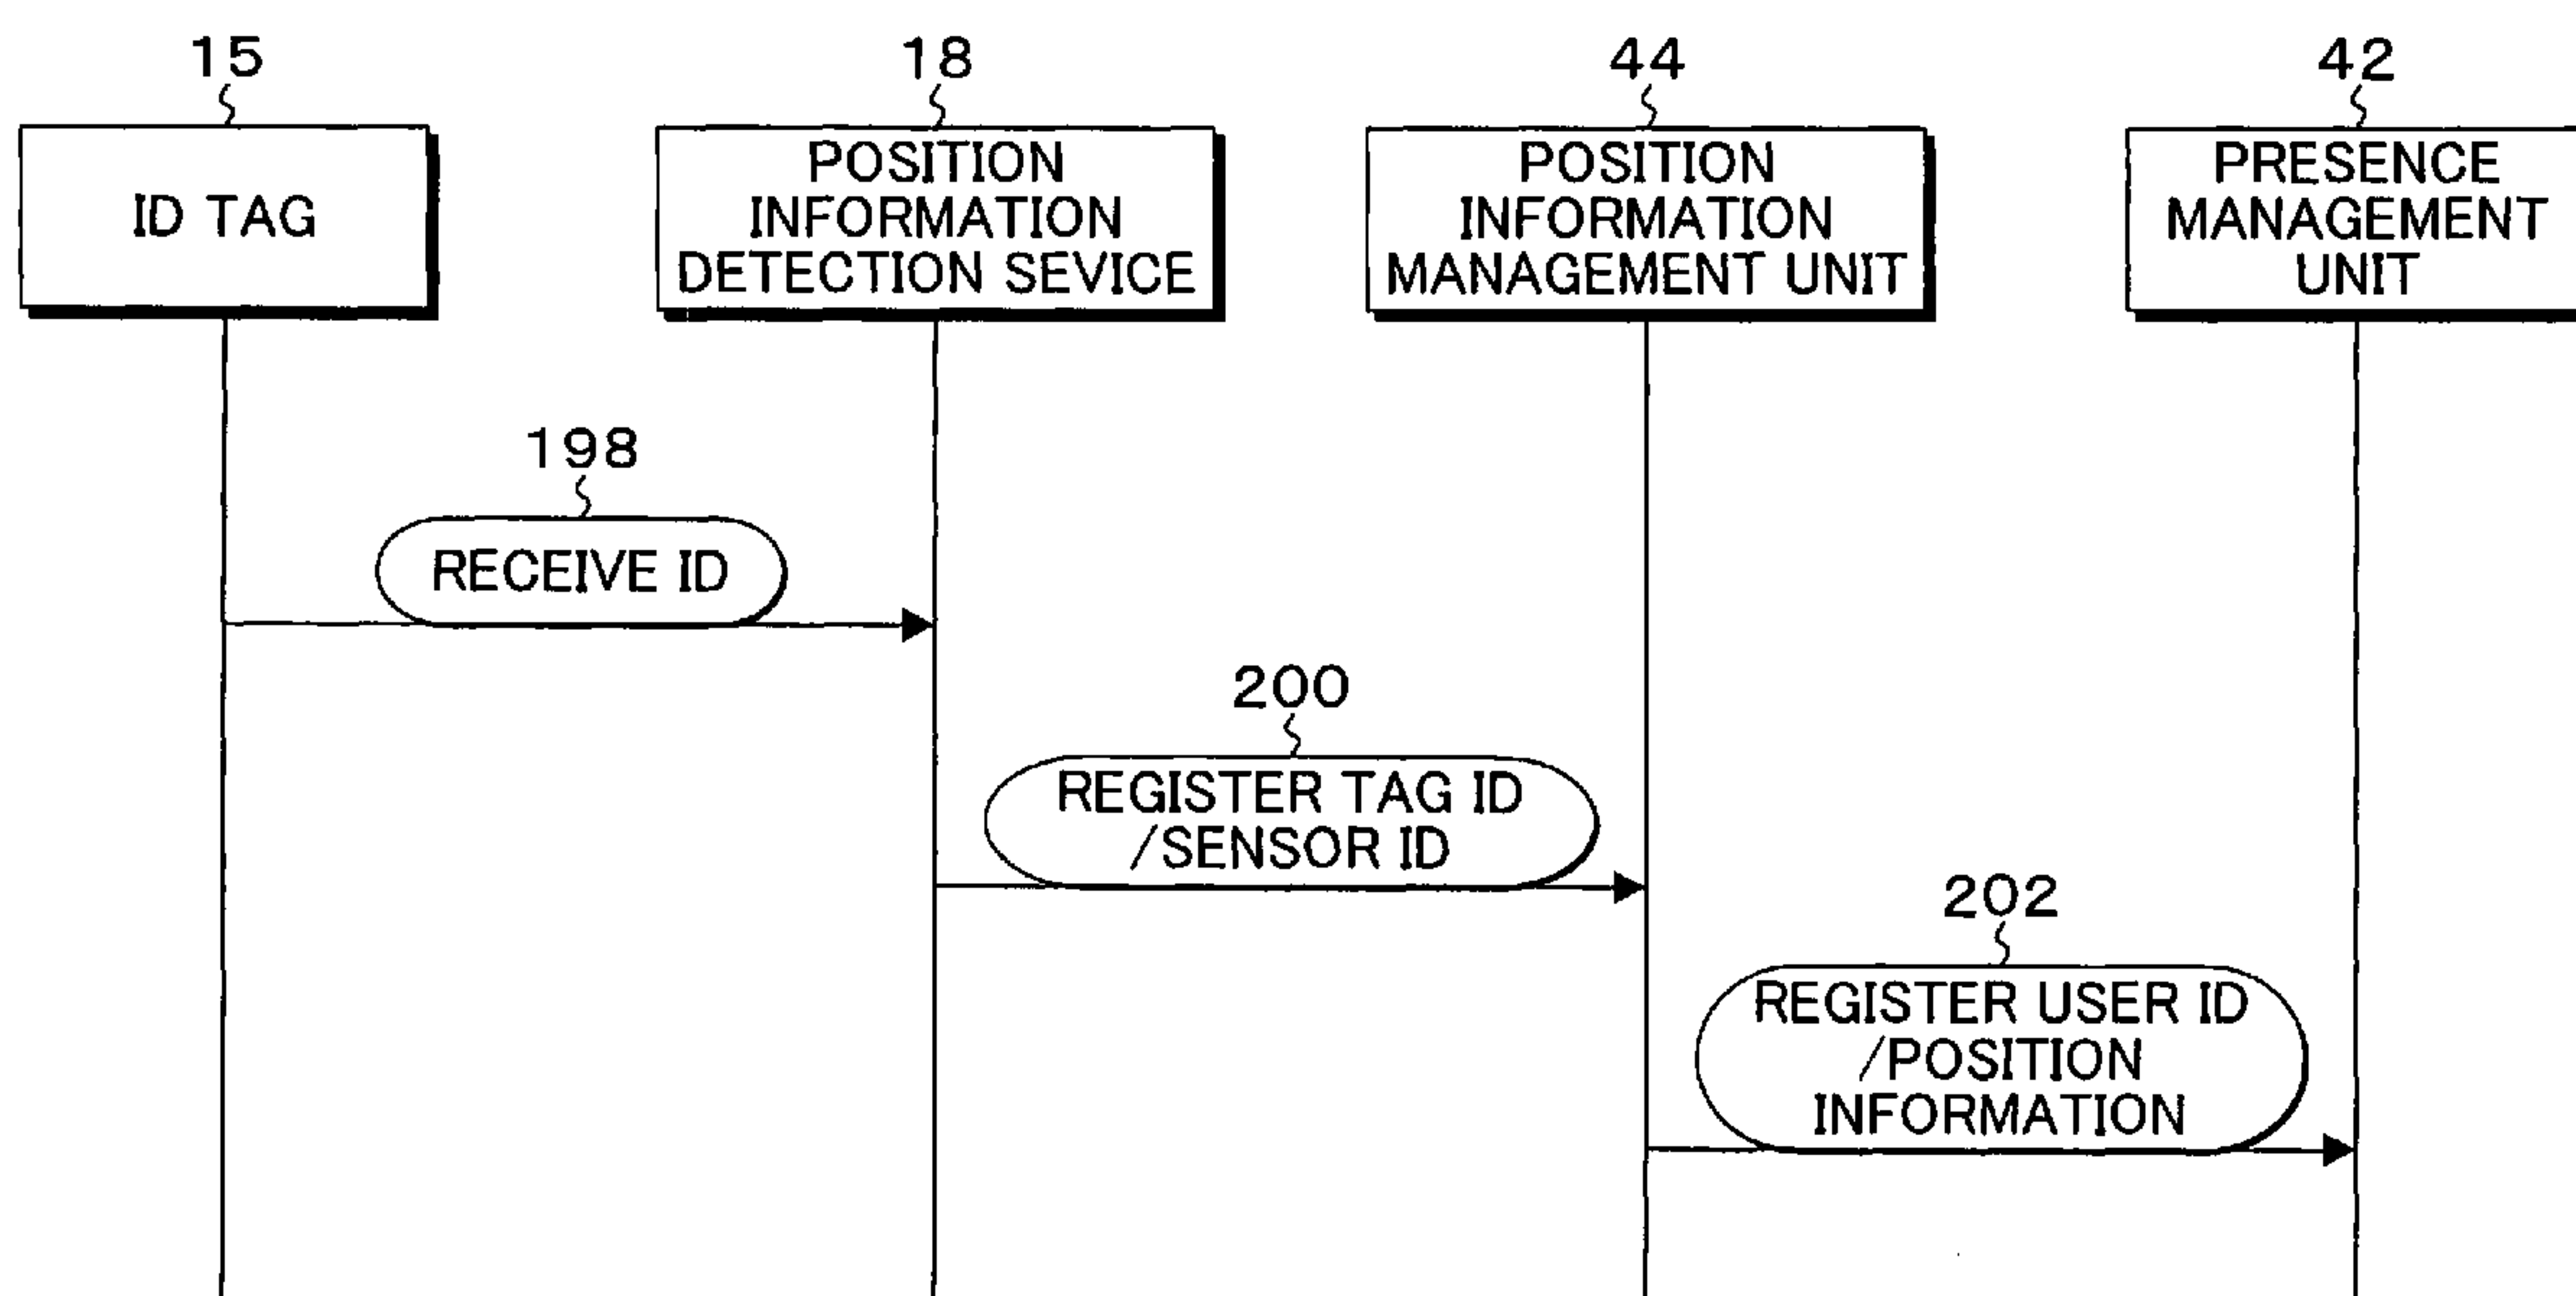 15
18
44
42
ID TAG
POSITION
INFORMATION
DETECTION SEVICE
POSITION
INFORMATION
MANAGEMENT UNIT
PRESENCE
MANAGEMENT
UNIT
198
RECEIVE ID
200
REGISTER TAG ID
/SENSOR ID
202
REGISTER USER ID
/POSITION
INFORMATION